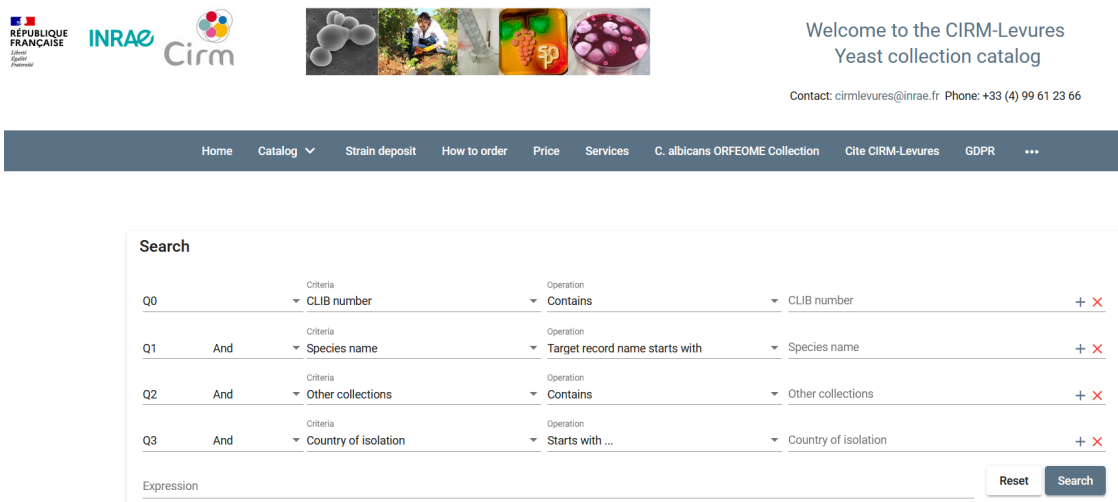 RÉPUBLIQUE
FRANÇAISE
Liberté
Égalité
Fraternité
INRAE
Cirm
sp
Welcome to the CIRM-Levures
Yeast collection catalog
Contact: cirmlevures@inrae.fr Phone: +33 (4) 99 61 23 66
Home Catalog Strain deposit How to order Price Services C. albicans ORFEOME Collection Cite CIRM-Levures GDPR •••
Search
Criteria Operation
Q0 CLIB number Contains CLIB number
Criteria Operation
Q1 And Species name Target record name starts with Species name
Criteria Operation
Q2 And Other collections Contains Other collections
Criteria Operation
Q3 And Country of isolation Starts with ... Country of isolation
Expression Reset Search